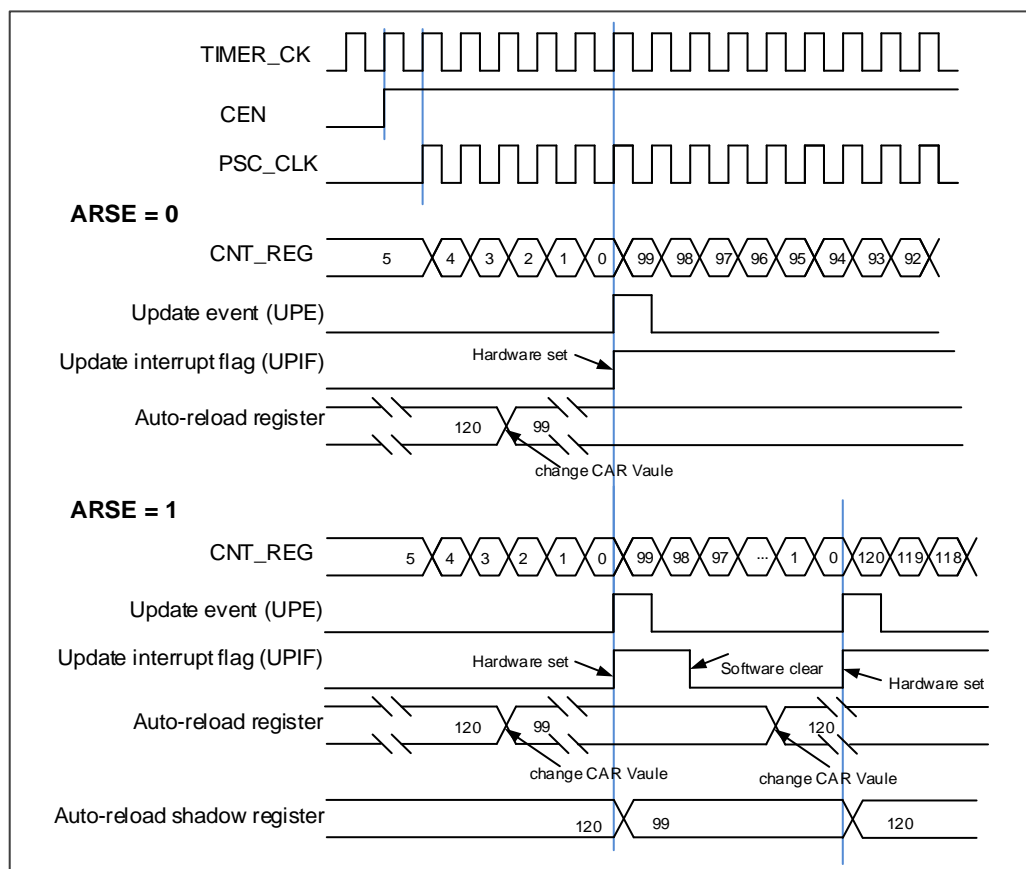 TIMER_CK
CEN
PSC_CLK
ARSE = 0
CNT_REG 5 4 3 2 1 0 99 98 97 96 95 94 93 92
Update event (UPE)
Update interrupt flag (UPIF) Hardware set
Auto-reload register 120 99
change CAR Vaule
ARSE = 1
CNT_REG 5 4 3 2 1 0 99 98 97 ... 1 0 120 119 118
Update event (UPE)
Update interrupt flag (UPIF) Hardware set Software clear Hardware set
Auto-reload register 120 99 120
change CAR Vaule change CAR Vaule
Auto-reload shadow register 120 99 120